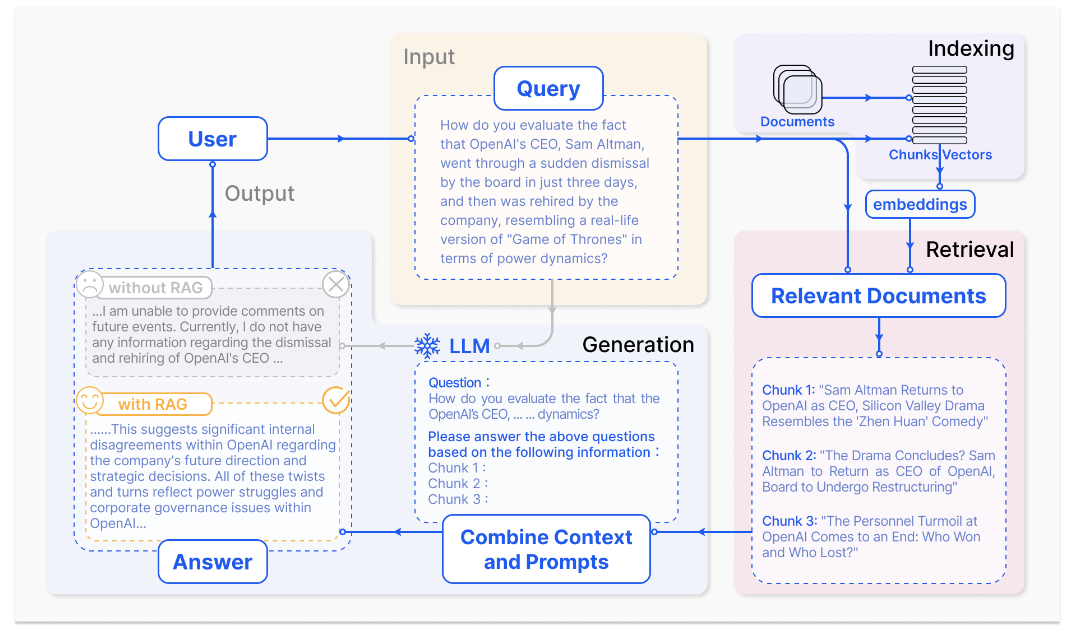 Input
Indexing
Query
Documents
User
How do you evaluate the fact
that OpenAI's CEO, Sam Altman,
went through a sudden dismissal
by the board in just three days,
and then was rehired by the
company, resembling a real-life
version of "Game of Thrones" in
terms of power dynamics?
Chunks Vectors
embeddings
Output
Retrieval
Relevant Documents
without RAG
...I am unable to provide comments on
future events. Currently, I do not have
any information regarding the dismissal
and rehiring of OpenAI's CEO ...
LLM
Generation
with RAG
......This suggests significant internal
disagreements within OpenAI regarding
the company's future direction and
strategic decisions. All of these twists
and turns reflect power struggles and
corporate governance issues within
OpenAI...
Answer
Question :
How do you evaluate the fact that the
OpenAI's CEO, ... ... dynamics?
Please answer the above questions
based on the following information :
Chunk 1 :
Chunk 2 :
Chunk 3 :
Combine Context
and Prompts
Chunk 1: "Sam Altman Returns to
OpenAI as CEO, Silicon Valley Drama
Resembles the 'Zhen Huan' Comedy"
Chunk 2: "The Drama Concludes? Sam
Altman to Return as CEO of OpenAI,
Board to Undergo Restructuring"
Chunk 3: "The Personnel Turmoil at
OpenAI Comes to an End: Who Won
and Who Lost?"